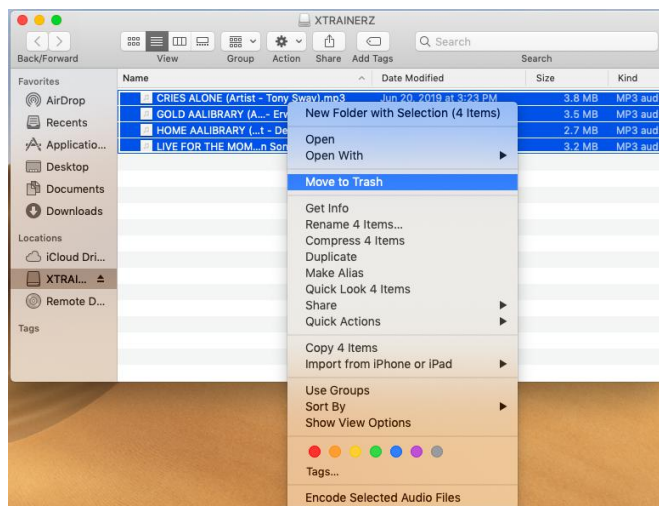 XTRAINERZ
Search
Back/Forward View Group Action Share Add Tags Search
Favorites
AirDrop
Recents
Applicatio...
Desktop
Documents
Downloads
Locations
iCloud Dri...
XTRAI...
Remote D...
Tags
Name Date Modified Size Kind
CRIES ALONE (Artist - Tony Sway).mp3 Jun 20, 2019 at 3:23 PM 3.8 MB MP3 aud
GOLD AALIBRARY (A...- Erv 3.5 MB MP3 aud
HOME AALIBRARY (...t - De 2.7 MB MP3 aud
LIVE FOR THE MOM...n Son 3.2 MB MP3 aud
New Folder with Selection (4 Items)
Open
Open With
Move to Trash
Get Info
Rename 4 Items...
Compress 4 Items
Duplicate
Make Alias
Quick Look 4 Items
Share
Quick Actions
Copy 4 Items
Import from iPhone or iPad
Use Groups
Sort By
Show View Options
Tags...
Encode Selected Audio Files